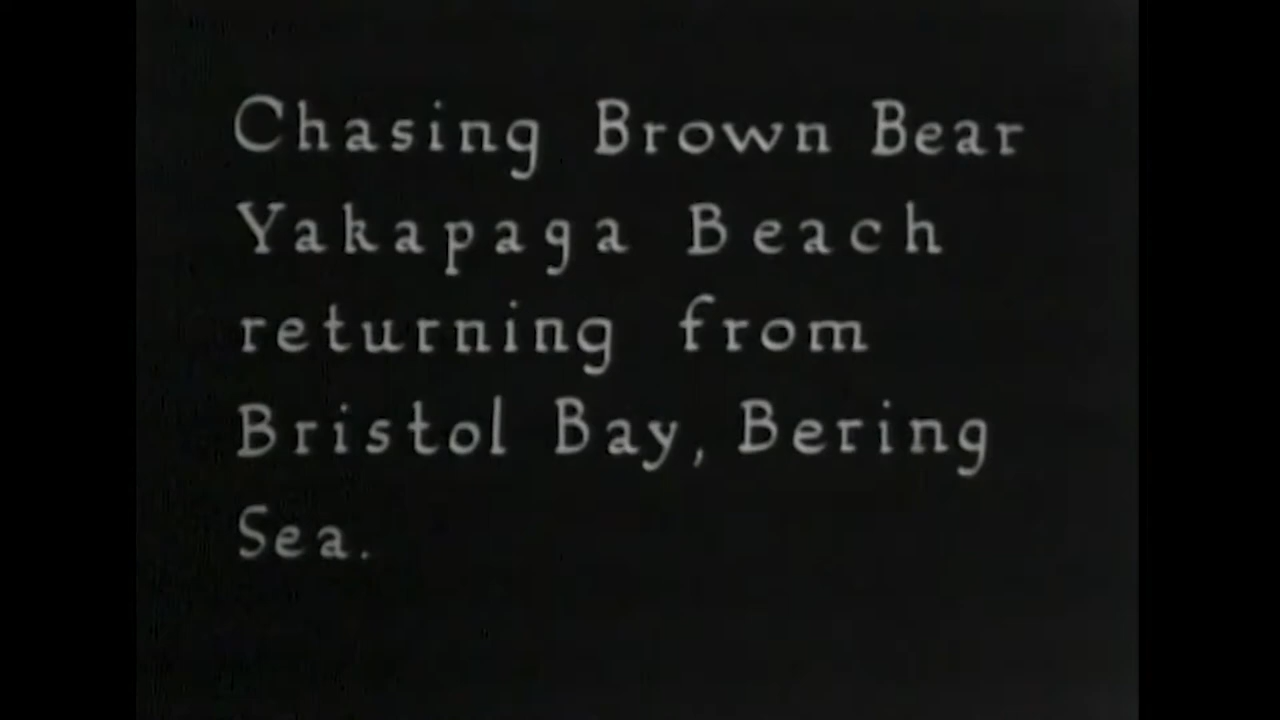 Chasing Brown Bear
Yakapaga Beach
returning from
Bristol Bay, Bering
Sea.